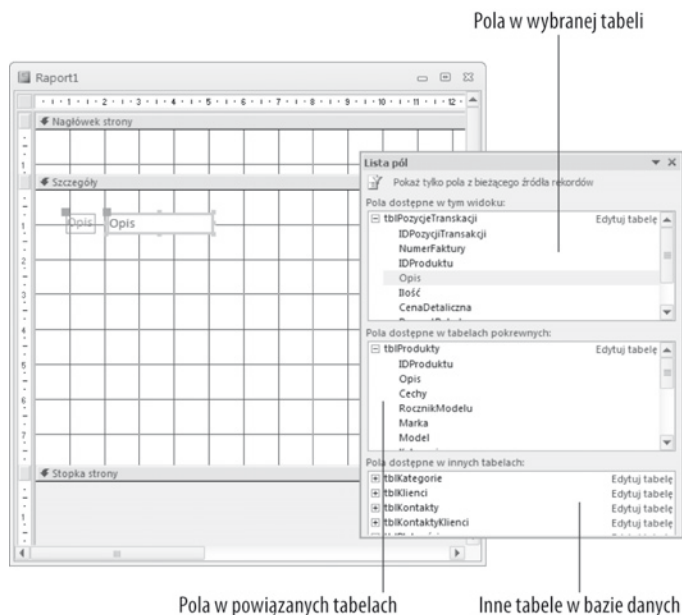 Pola w wybranej tabeli
Raport1
Nagłówek strony
Szczegóły
Opis Opis
Stopka strony
Lista pól
Pokaż tylko pola z bieżącego źródła rekordów
Pola dostępne w tym widoku:
tblPozycjeTranskacji Edytuj tabelę
IDPozycjiTransakcji
NumerFaktury
IDProduktu
Opis
Ilość
CenaDetaliczna
Pola dostępne w tabelach pokrewnych:
tblProdukty Edytuj tabelę
IDProduktu
Opis
Cechy
RocznikModelu
Marka
Model
Pola dostępne w innych tabelach:
tblKategorie Edytuj tabelę
tblKlienci Edytuj tabelę
tblKontakty Edytuj tabelę
tblKontaktyKlienci Edytuj tabelę
Pola w powiązanych tabelach
Inne tabele w bazie danych